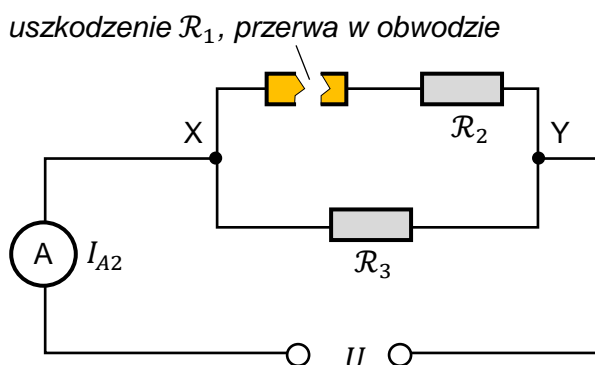 uszkodzenie ℛ₁, przerwa w obwodzie
X
Y
ℛ₂
A
I_A2
ℛ₃
U